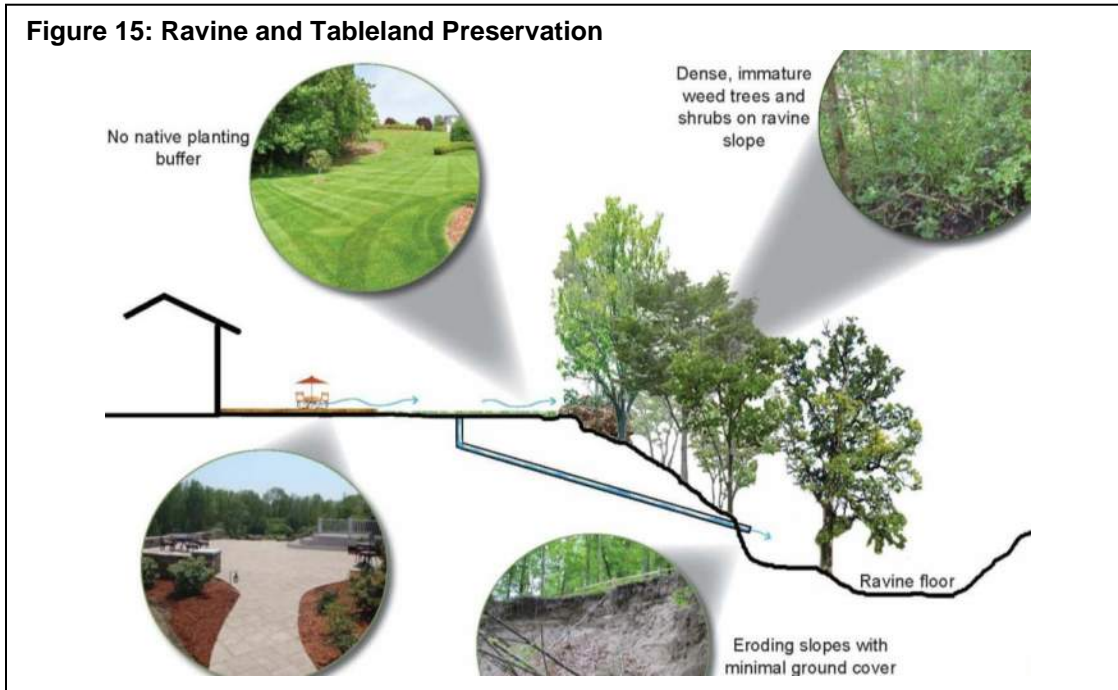 Figure 15: Ravine and Tableland Preservation
No native planting
buffer
Dense, immature
weed trees and
shrubs on ravine
slope
Ravine floor
Eroding slopes with
minimal ground cover